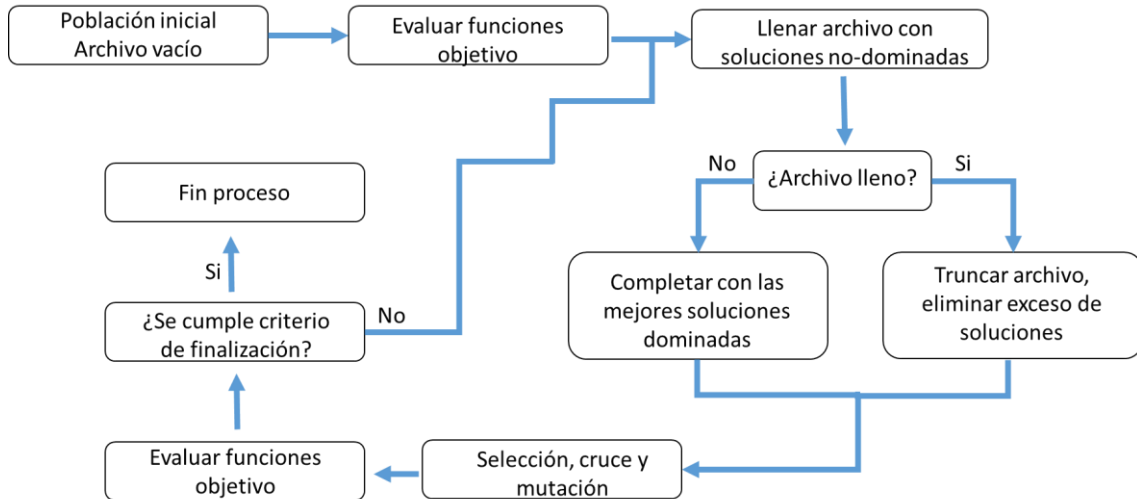 Población inicial
Archivo vacío
Evaluar funciones
objetivo
Llenar archivo con
soluciones no-dominadas
No
¿Archivo lleno?
Si
Completar con las
mejores soluciones
dominadas
Truncar archivo,
eliminar exceso de
soluciones
Selección, cruce y
mutación
Evaluar funciones
objetivo
¿Se cumple criterio
de finalización?
No
Si
Fin proceso